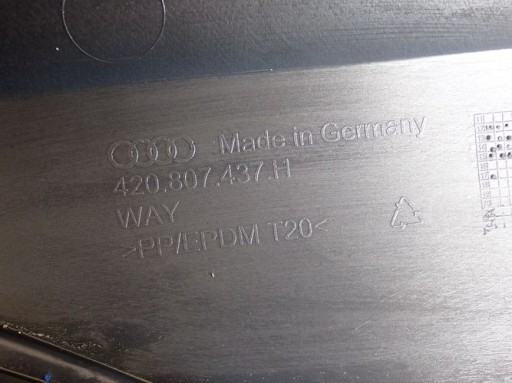 Made in Germany
420.807.437.H
WAY
>PP/EPDM T20<